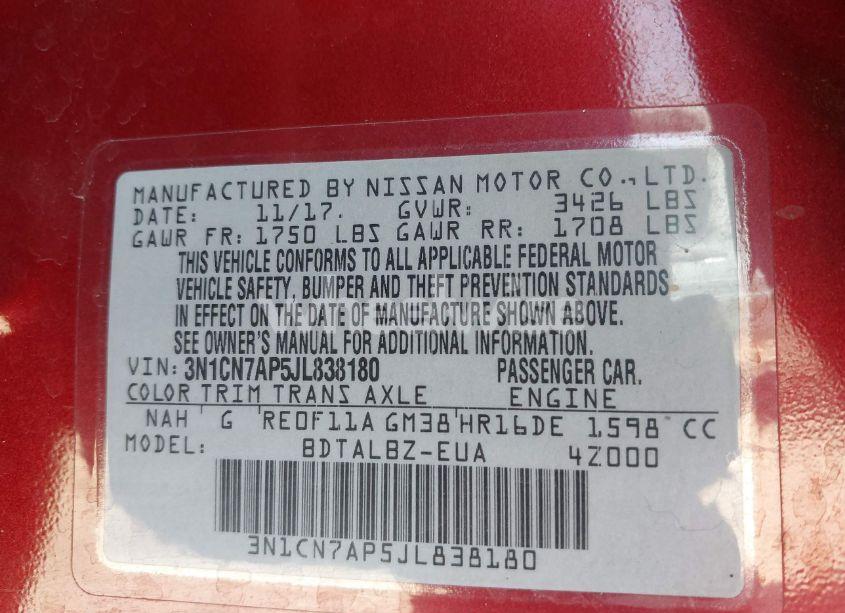 MANUFACTURED BY NISSAN MOTOR CO., LTD.
DATE: 11/17. GVWR: 3426 LBS
GAWR FR: 1750 LBS GAWR RR: 1708 LBS
THIS VEHICLE CONFORMS TO ALL APPLICABLE FEDERAL MOTOR
VEHICLE SAFETY, BUMPER AND THEFT PREVENTION STANDARDS
IN EFFECT ON THE DATE OF MANUFACTURE SHOWN ABOVE.
SEE OWNER'S MANUAL FOR ADDITIONAL INFORMATION.
VIN: 3N1CN7AP5JL838180 PASSENGER CAR.
COLOR TRIM TRANS AXLE ENGINE
NAH G RE0F11A GM38 HR16DE 1598 CC
MODEL: BDTALBZ-EUA 4Z000
3N1CN7AP5JL838180